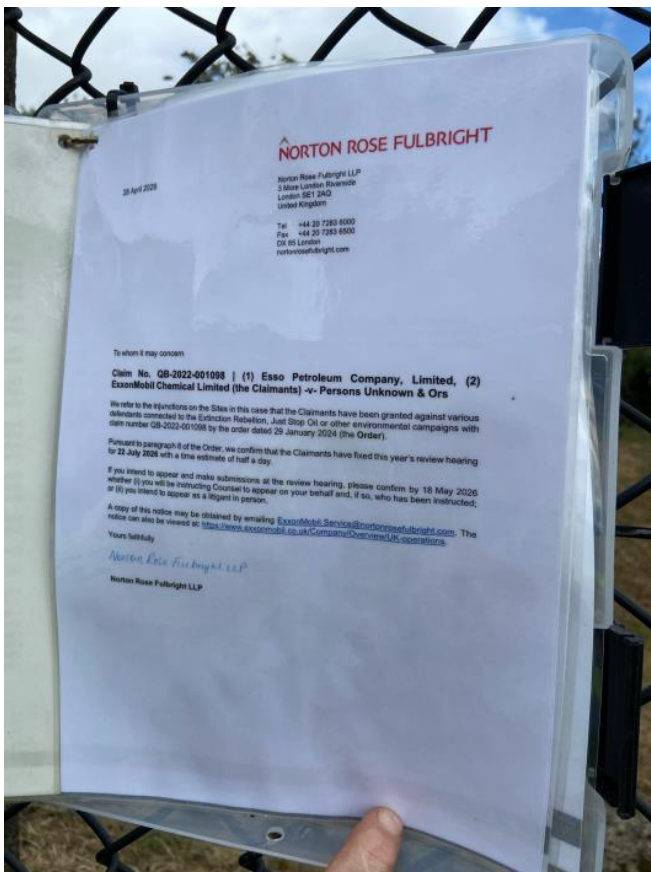 NORTON ROSE FULBRIGHT
28 April 2026
Norton Rose Fulbright LLP
3 More London Riverside
London SE1 2AQ
United Kingdom
Tel +44 20 7283 6000
Fax +44 20 7283 6500
DX 85 London
nortonrosefulbright.com
To whom it may concern
Claim No. QB-2022-001098 | (1) Esso Petroleum Company, Limited, (2)
ExxonMobil Chemical Limited (the Claimants) -v- Persons Unknown & Ors
We refer to the injunctions on the Sites in this case that the Claimants have been granted against various
defendants connected to the Extinction Rebellion, Just Stop Oil or other environmental campaigns with
claim number QB-2022-001098 by the order dated 29 January 2024 (the Order).
Pursuant to paragraph 8 of the Order, we confirm that the Claimants have fixed this year's review hearing
for 22 July 2026 with a time estimate of half a day.
If you intend to appear and make submissions at the review hearing, please confirm by 18 May 2026
whether (i) you will be instructing Counsel to appear on your behalf and, if so, who has been instructed;
or (ii) you intend to appear as a litigant in person.
A copy of this notice may be obtained by emailing ExxonMobil.Service@nortonrosefulbright.com. The
notice can also be viewed at: https://www.exxonmobil.co.uk/Company/Overview/UK-operations.
Yours faithfully
Norton Rose Fulbright LLP
Norton Rose Fulbright LLP